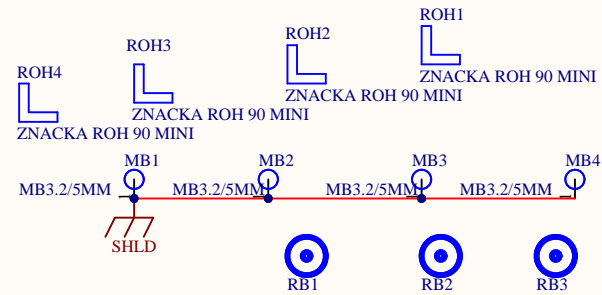 ROH1
ROH2
ROH3
ROH4
ZNACKA ROH 90 MINI
ZNACKA ROH 90 MINI
ZNACKA ROH 90 MINI
ZNACKA ROH 90 MINI
MB1 MB2 MB3 MB4
MB3.2/5MM MB3.2/5MM MB3.2/5MM MB3.2/5MM
SHLD
RB1 RB2 RB3